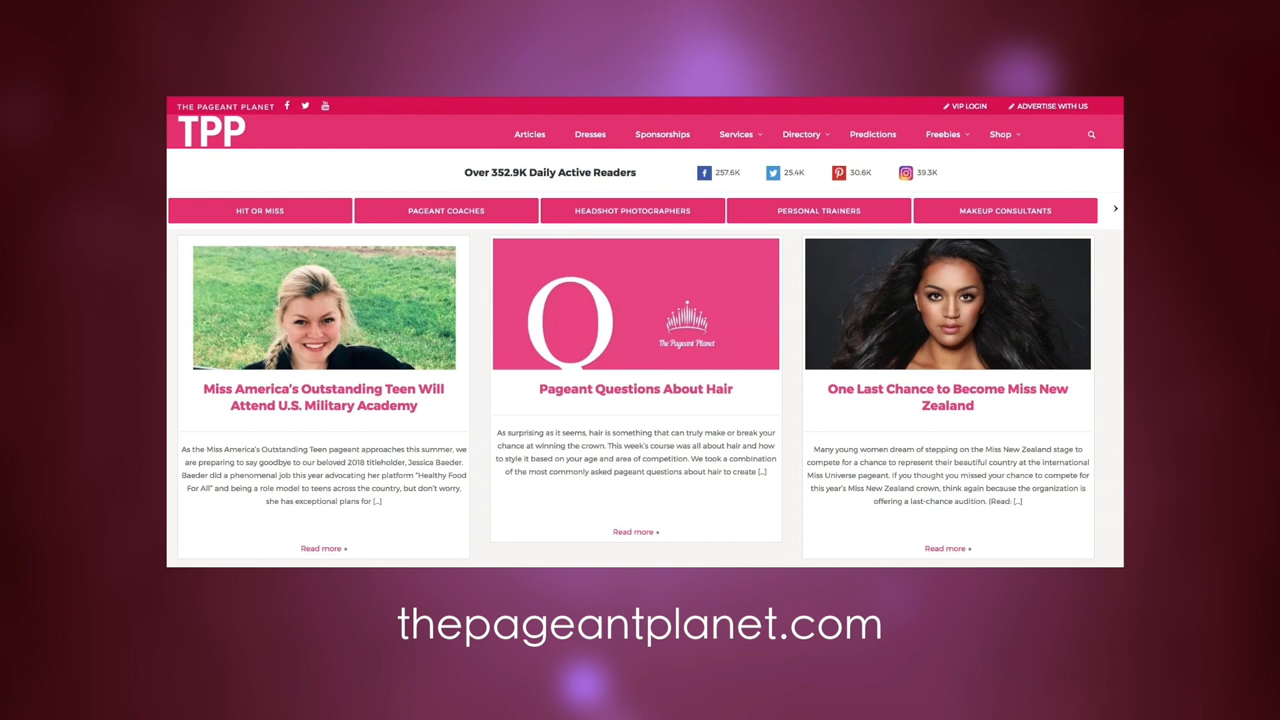 THE PAGEANT PLANET
VIP LOGIN
ADVERTISE WITH US
TPP
Articles
Dresses
Sponsorships
Services
Directory
Predictions
Freebies
Shop
Over 352.9K Daily Active Readers
257.6K
25.4K
30.6K
39.3K
HIT OR MISS
PAGEANT COACHES
HEADSHOT PHOTOGRAPHERS
PERSONAL TRAINERS
MAKEUP CONSULTANTS
Miss America's Outstanding Teen Will
Attend U.S. Military Academy
As the Miss America's Outstanding Teen pageant approaches this summer, we
are preparing to say goodbye to our beloved 2018 titleholder, Jessica Baeder.
Baeder did a phenomenal job this year advocating her platform "Healthy Food
For All" and being a role model to teens across the country, but don't worry,
she has exceptional plans for [...]
Read more »
Q
The Pageant Planet
Pageant Questions About Hair
As surprising as it seems, hair is something that can truly make or break your
chance at winning the crown. This week's course was all about hair and how
to style it based on your age and area of competition. We took a combination
of the most commonly asked pageant questions about hair to create [...]
Read more »
One Last Chance to Become Miss New
Zealand
Many young women dream of stepping on the Miss New Zealand stage to
compete for a chance to represent their beautiful country at the international
Miss Universe pageant. If you thought you missed your chance to compete for
this year's Miss New Zealand crown, think again because the organization is
offering a last-chance audition. (Read: [...]
Read more »
thepageantplanet.com